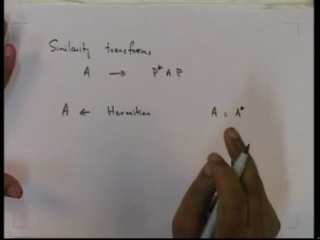 Similarity transforms
A → P* A P
A ← Hermitian A = A*